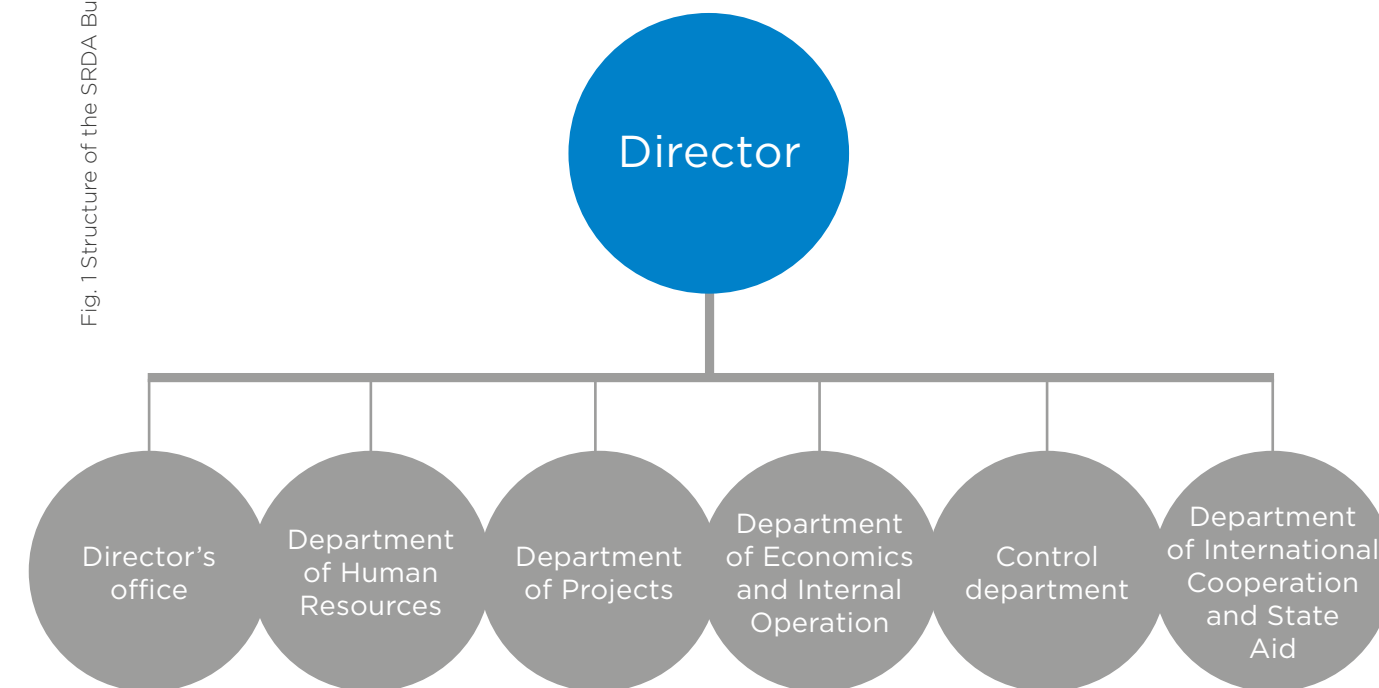 Fig. 1 Structure of the SRDA
Director
Director's
office
Department
of Human
Resources
Department
of Projects
Department
of Economics
and Internal
Operation
Control
department
Department
of International
Cooperation
and State
Aid